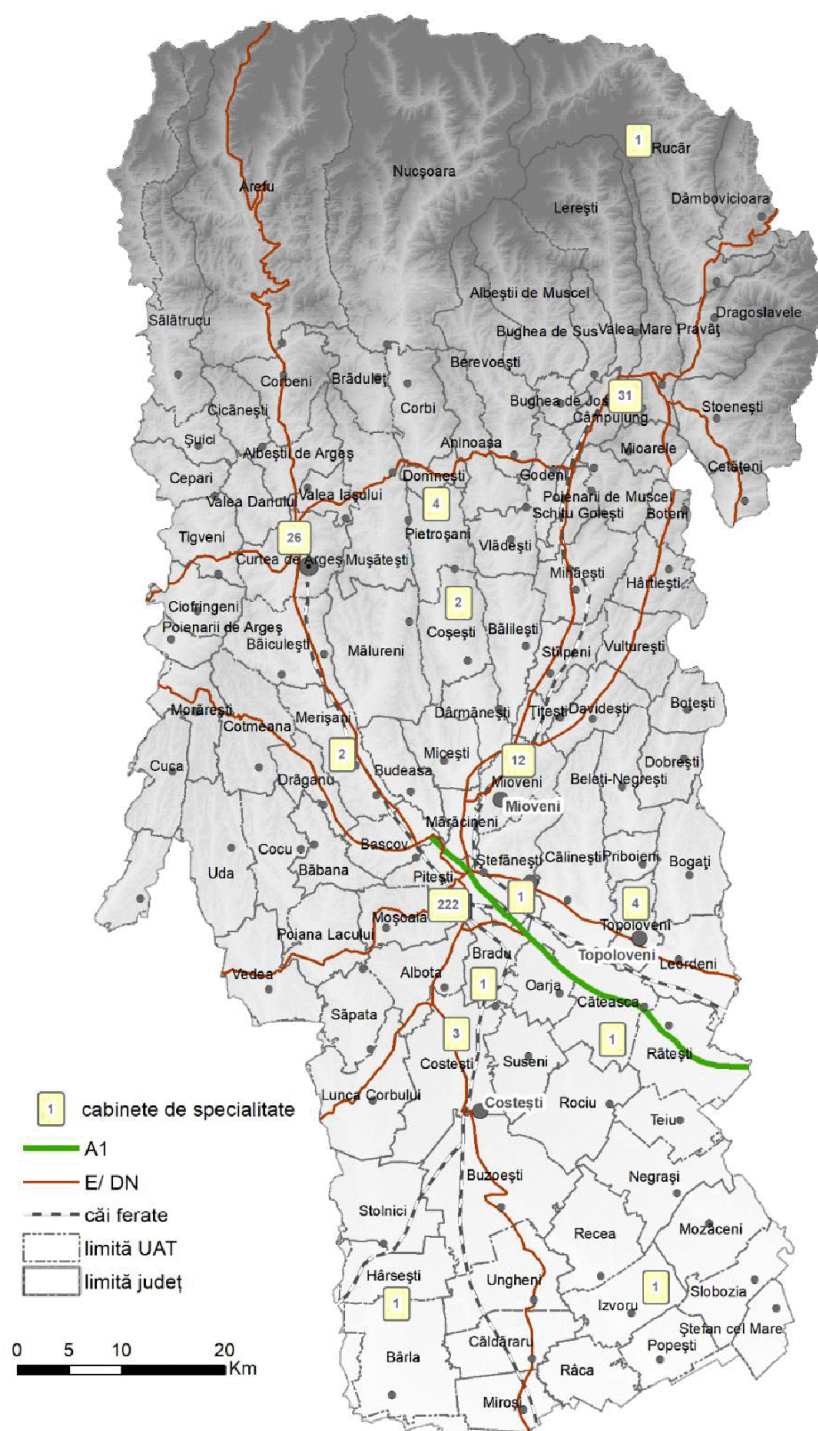 1
Rucăr
Nucșoara
Arefu
Dâmbovicioara
Lerești
Albeștii de Muscel
Dragoslavele
Sălătrucu
Bughea de Sus
Valea Mare Pravăț
Berevoești
Corbeni
Brăduleț
Corbi
Bughea de Jos
31
Câmpulung
Stoenești
Cicănești
Șuici
Albeștii de Argeș
Aninoasa
Mioarele
Cepari
Domnești
Godeni
Cetățeni
Valea Danului
Valea Iașului
4
Poienarii de Muscel
Schitu Golești
Boteni
Tigveni
26
Pietroșani
Vlădești
Curtea de Argeș
Mușătești
Mihăești
Hârtiești
Ciofringeni
2
Poienarii de Argeș
Coșești
Bălilești
Băiculești
Mălureni
Stîlpeni
Vulturești
Morărești
Merișani
Dârmănești
Țițești
Davidești
Botești
Cotmeana
2
Micești
12
Dobrești
Cuca
Drăganu
Budeasa
Mioveni
Belați-Negrești
Mioveni
Mărăcineni
Uda
Cocu
Băbana
Bascov
Ștefănești
Călinești
Priboieni
Bogați
Pitești
222
1
4
Moșoaia
Topoloveni
Poiana Lacului
Bradu
Topoloveni
Leordeni
Vedea
Albota
1
Oarja
Căteasca
Săpata
3
1
Rătești
Costești
Suseni
Lunca Corbului
Costești
Rociu
Teiu
1 cabinete de specialitate
A1
E/ DN
căi ferate
limită UAT
limită județ
Buzoești
Negrași
Stolnici
Recea
Mozăceni
Hârsești
Ungheni
1
Slobozia
1
Izvoru
Ștefan cel Mare
Căldăraru
Popești
Bârla
Râca
Miroși
0 5 10 20
Km